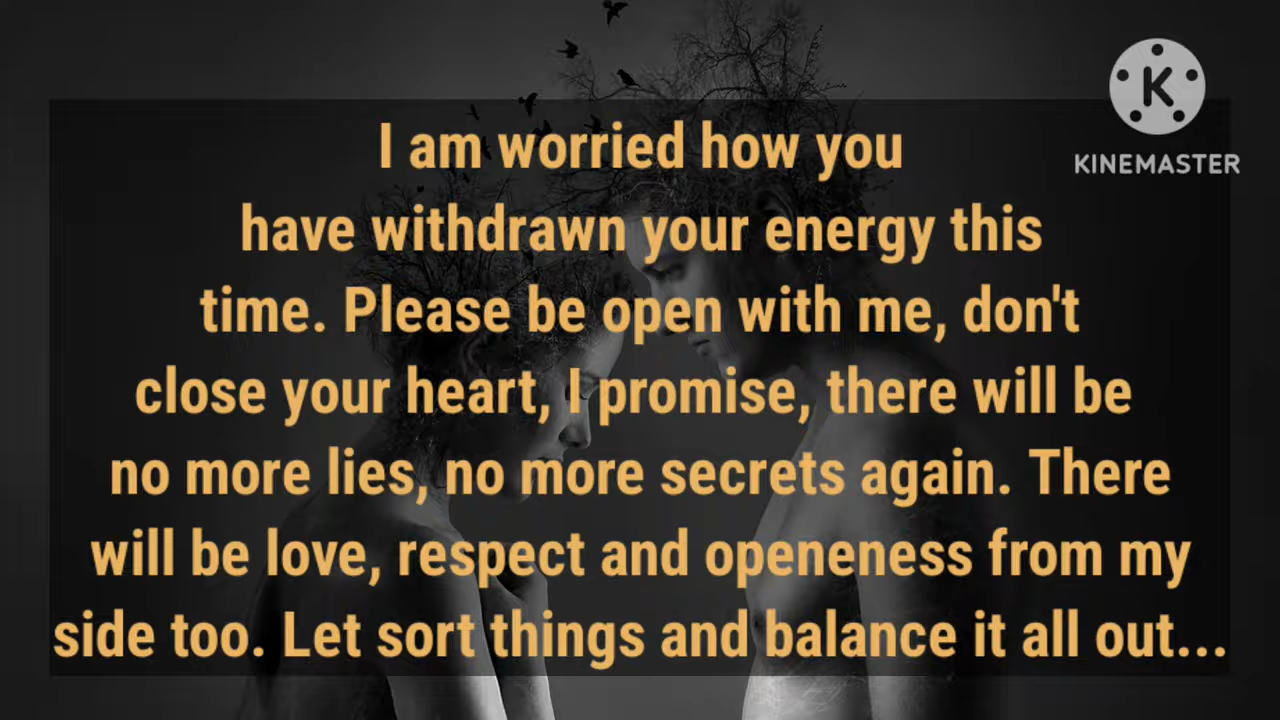 I am worried how you
have withdrawn your energy this
time. Please be open with me, don't
close your heart, I promise, there will be
no more lies, no more secrets again. There
will be love, respect and openeness from my
side too. Let sort things and balance it all out...
K
KINEMASTER